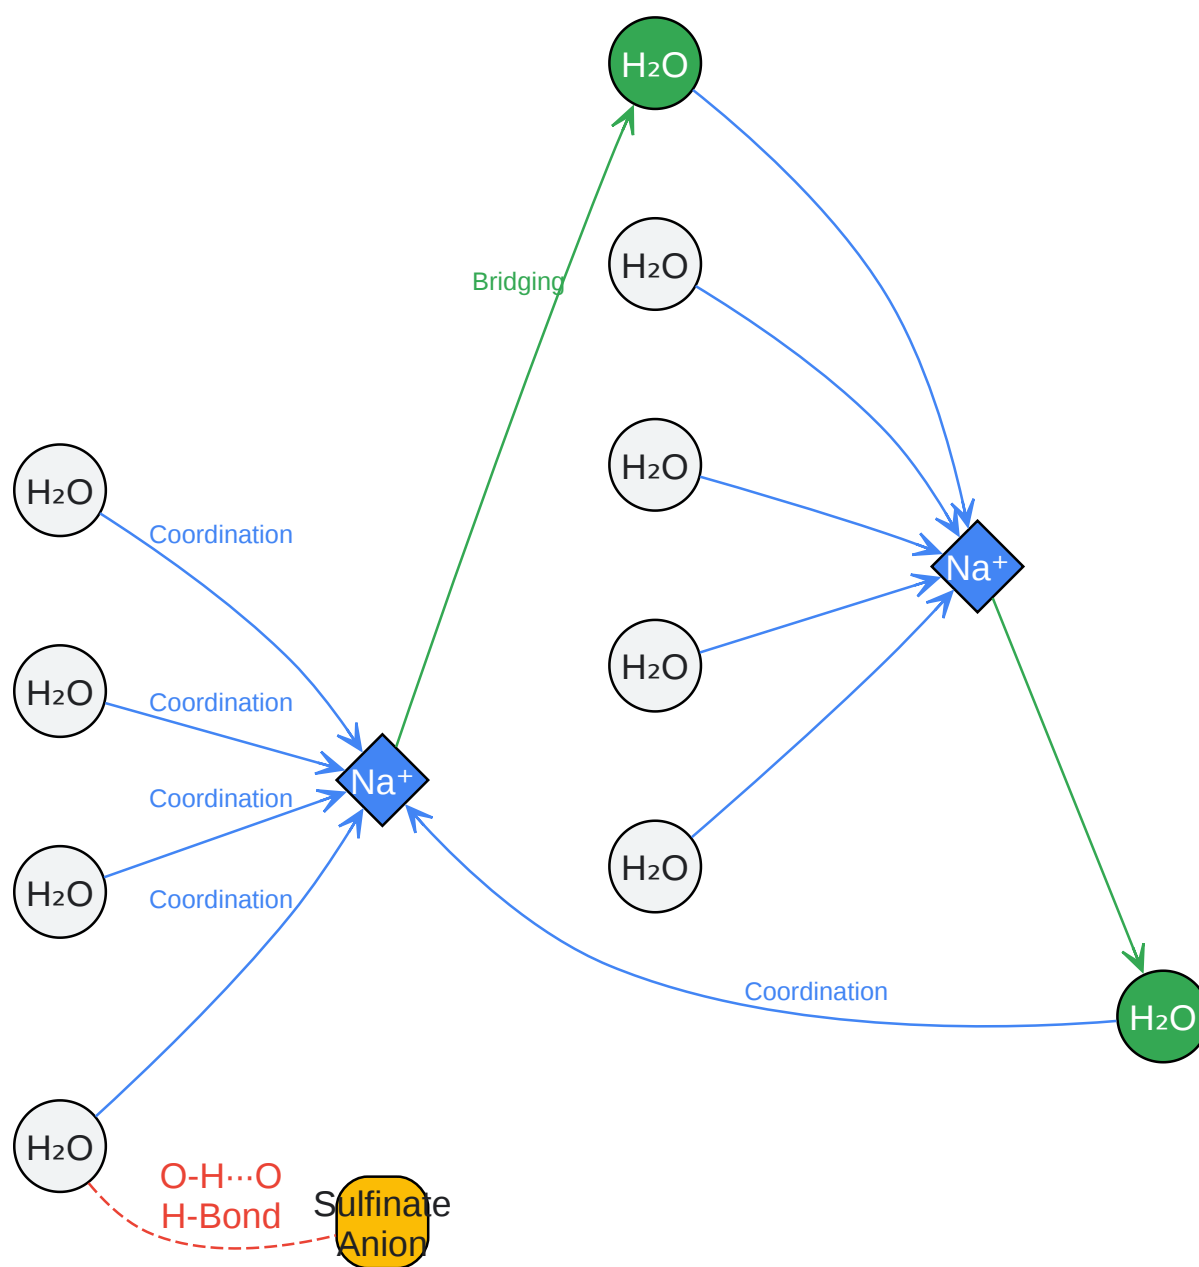 H₂O
H₂O
Bridging
H₂O
H₂O
Coordination
Na⁺
H₂O
H₂O
Coordination
Na⁺
Coordination
H₂O
H₂O
Coordination
Coordination
H₂O
H₂O
O-H···O
H-Bond
Sulfinate
Anion